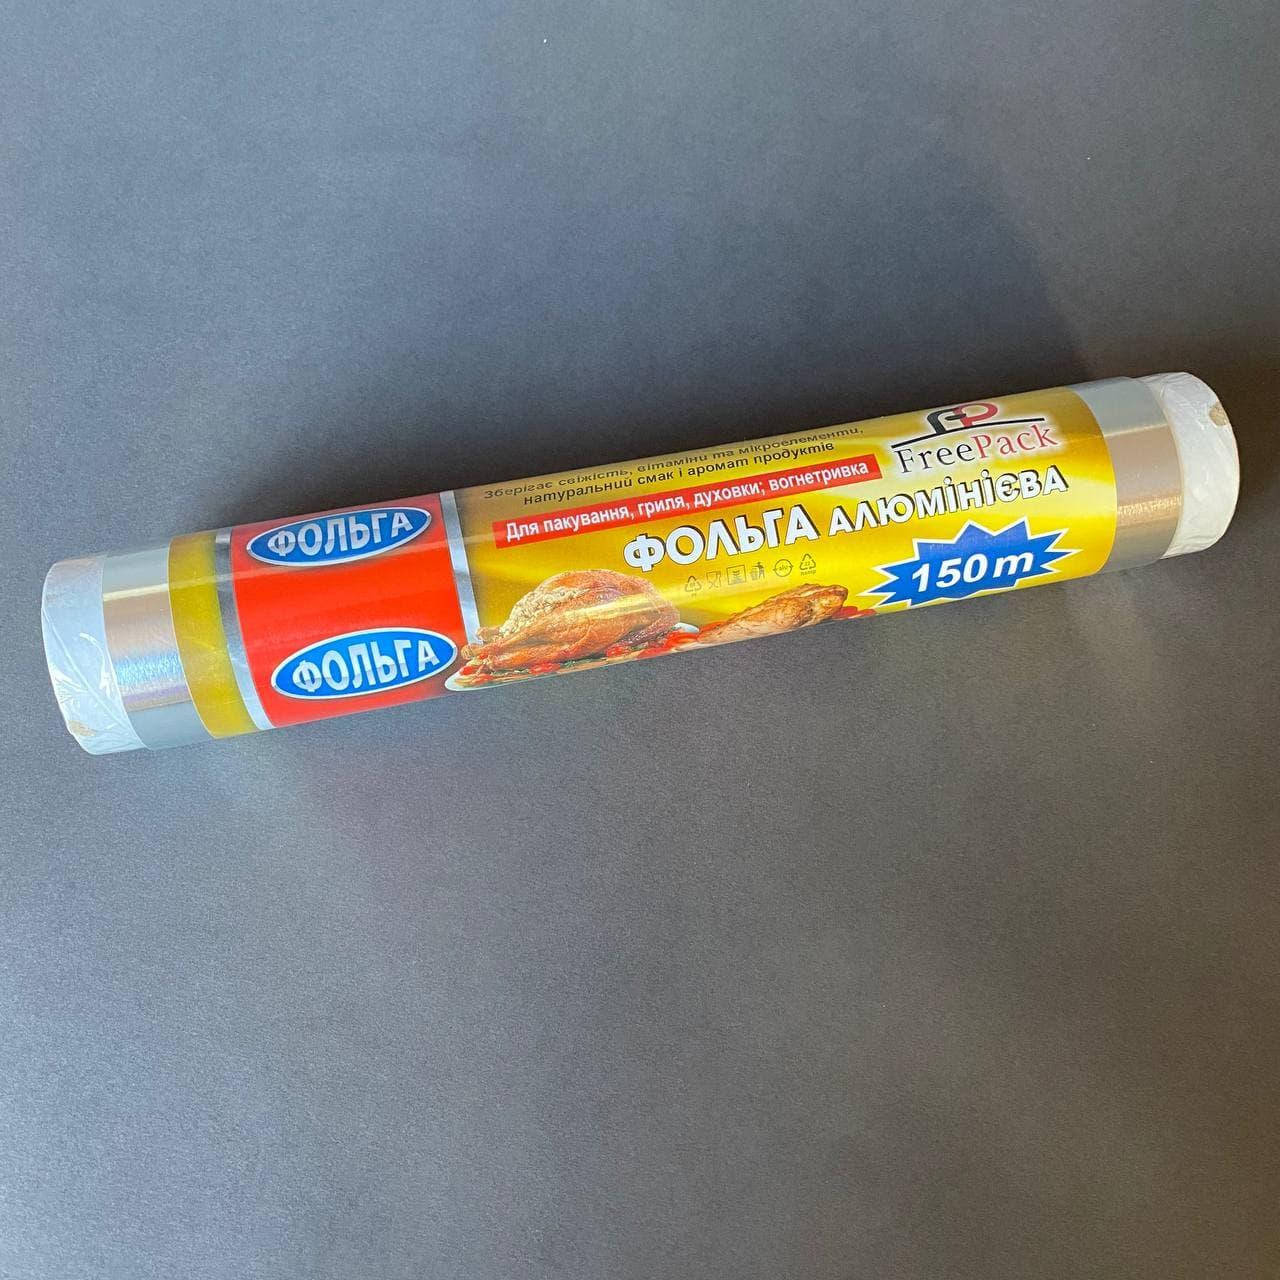 FreePack
Зберігає свіжість, вітаміни та мікроелементи,
натуральний смак і аромат продуктів
Для пакування, гриля, духовки; вогнетривка
ФОЛЬГА АЛЮМІНІЄВА
150 m
ФОЛЬГА
ФОЛЬГА